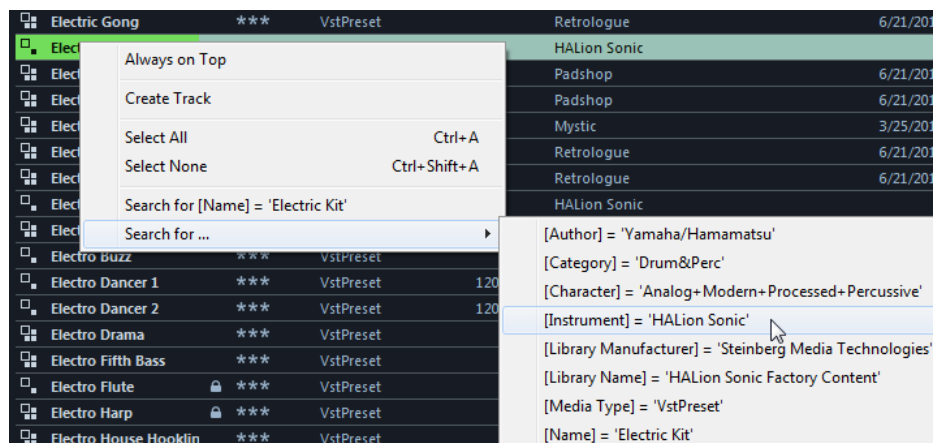 Electric Gong *** VstPreset Retrologue 6/21/201
Elect HALion Sonic
Elect Padshop 6/21/201
Elect Padshop 6/21/201
Elect Mystic 3/25/201
Elect Retrologue 6/21/201
Elect Retrologue 6/21/201
Elect HALion Sonic
Elect
Always on Top
Create Track
Select All Ctrl+A
Select None Ctrl+Shift+A
Search for [Name] = 'Electric Kit'
Search for ...
[Author] = 'Yamaha/Hamamatsu'
[Category] = 'Drum&Perc'
[Character] = 'Analog+Modern+Processed+Percussive'
[Instrument] = 'HALion Sonic'
[Library Manufacturer] = 'Steinberg Media Technologies'
[Library Name] = 'HALion Sonic Factory Content'
[Media Type] = 'VstPreset'
[Name] = 'Electric Kit'
Electro Buzz *** VstPreset
Electro Dancer 1 *** VstPreset 120
Electro Dancer 2 *** VstPreset 120
Electro Drama *** VstPreset
Electro Fifth Bass *** VstPreset
Electro Flute *** VstPreset
Electro Harp *** VstPreset
Electro House Hooklin *** VstPreset